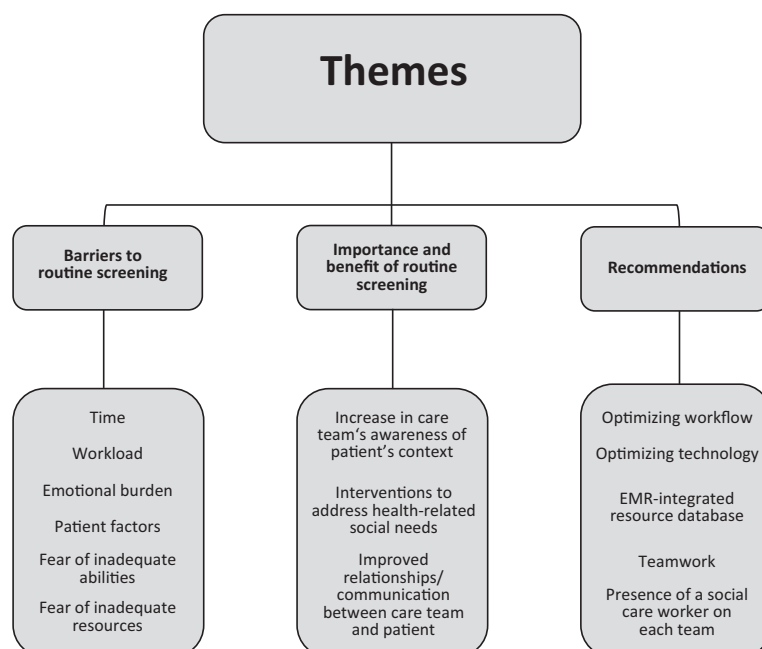 Themes
Barriers to
routine screening
Importance and
benefit of routine
screening
Recommendations
Time
Workload
Emotional burden
Patient factors
Fear of inadequate
abilities
Fear of inadequate
resources
Increase in care
team‘s awareness of
patient’s context
Interventions to
address health-related
social needs
Improved
relationships/
communication
between care team
and patient
Optimizing workflow
Optimizing technology
EMR-integrated
resource database
Teamwork
Presence of a social
care worker on
each team